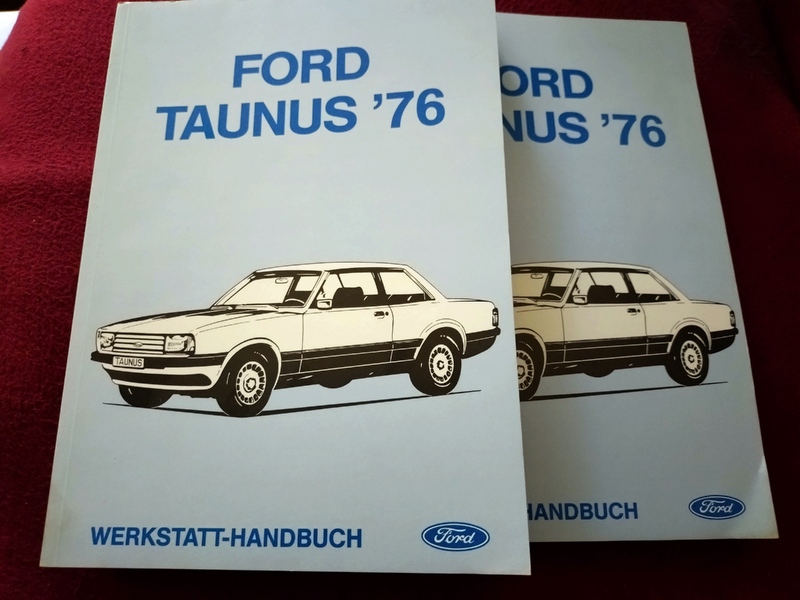 FORD
TAUNUS '76
TAUNUS
WERKSTATT-HANDBUCH
Ford
ORD
NUS '76
HANDBUCH
Ford